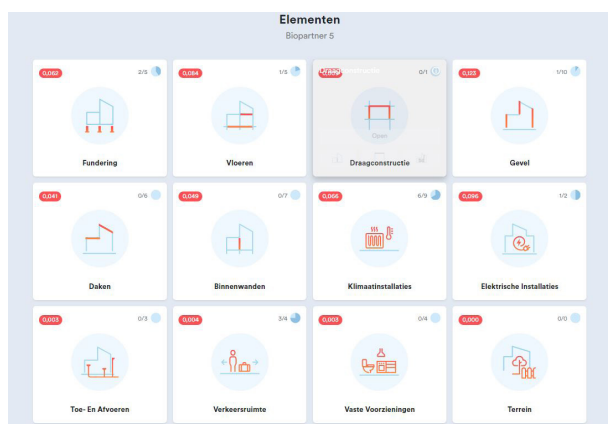 Elementen
Biopartner 5
0,062 2/5
0,084 1/5
0/1
0,123 1/10
Open
Fundering
Vloeren
Draagconstructie
Gevel
0,041 0/6
0,049 0/7
0,066 6/9
0,096 1/2
Daken
Binnenwanden
Klimaatinstallaties
Elektrische Installaties
0,003 0/3
0,004 3/4
0,003 0/4
0,000 0/0
Toe- En Afvoeren
Verkeersruimte
Vaste Voorzieningen
Terrein